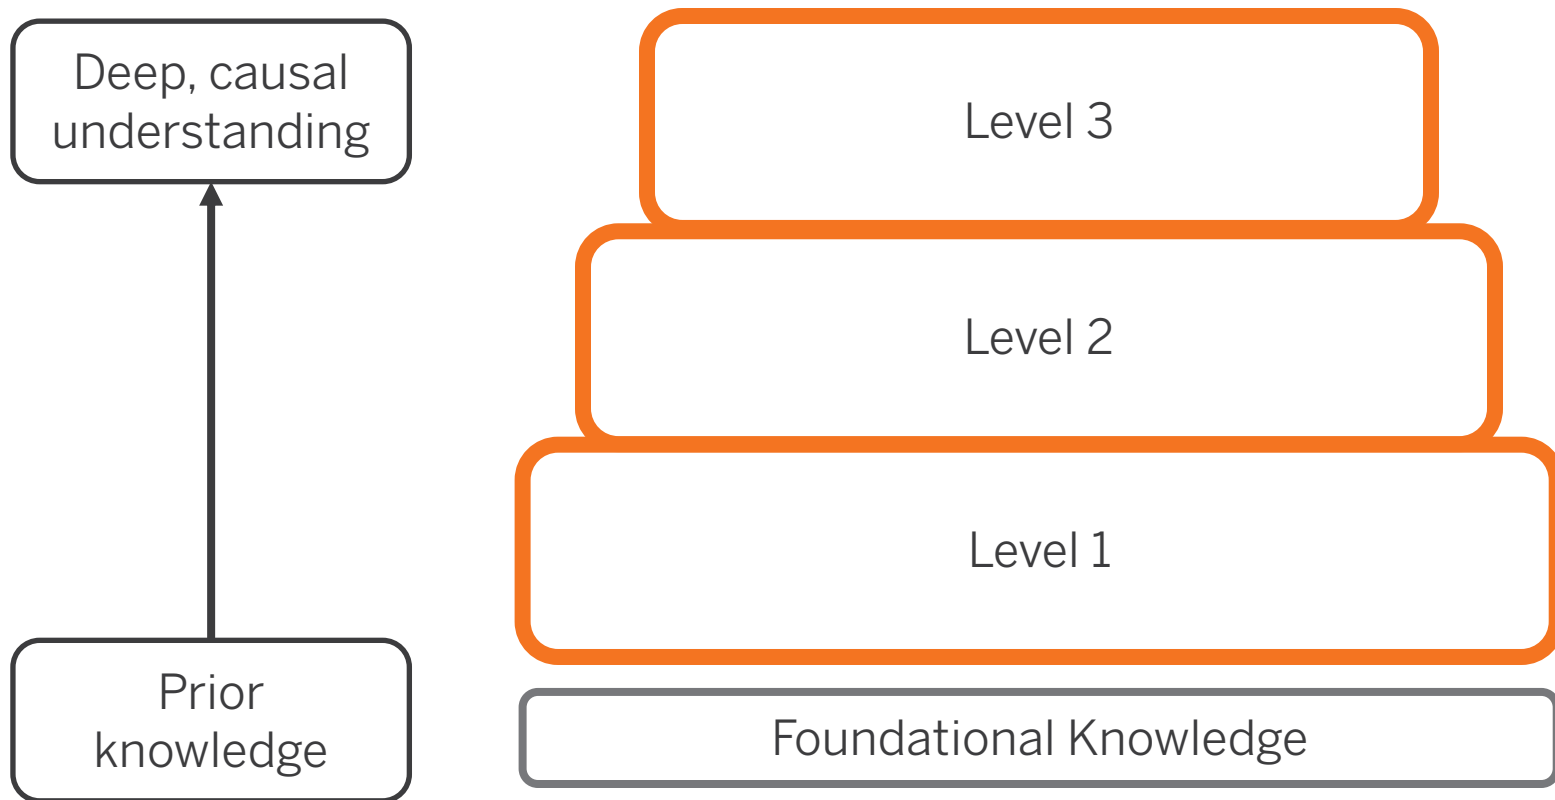 Deep, causal
understanding
Level 3
Level 2
Level 1
Prior
knowledge
Foundational Knowledge